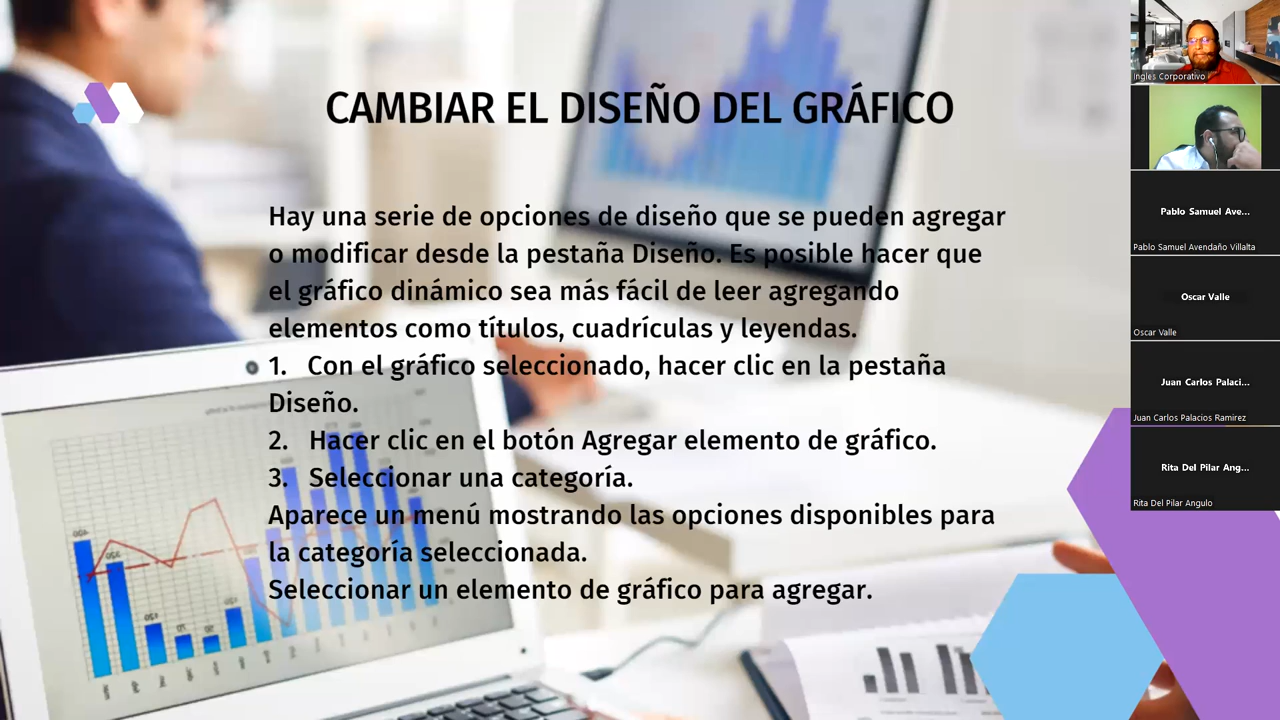 CAMBIAR EL DISEÑO DEL GRÁFICO
Hay una serie de opciones de diseño que se pueden agregar
o modificar desde la pestaña Diseño. Es posible hacer que
el gráfico dinámico sea más fácil de leer agregando
elementos como títulos, cuadrículas y leyendas.
1. Con el gráfico seleccionado, hacer clic en la pestaña
Diseño.
2. Hacer clic en el botón Agregar elemento de gráfico.
3. Seleccionar una categoría.
Aparece un menú mostrando las opciones disponibles para
la categoría seleccionada.
Seleccionar un elemento de gráfico para agregar.
Ingles Corporativo
Pablo Samuel Ave...
Pablo Samuel Avendaño Villalta
Oscar Valle
Oscar Valle
Juan Carlos Palaci...
Juan Carlos Palacios Ramirez
Rita Del Pilar Ang...
Rita Del Pilar Angulo